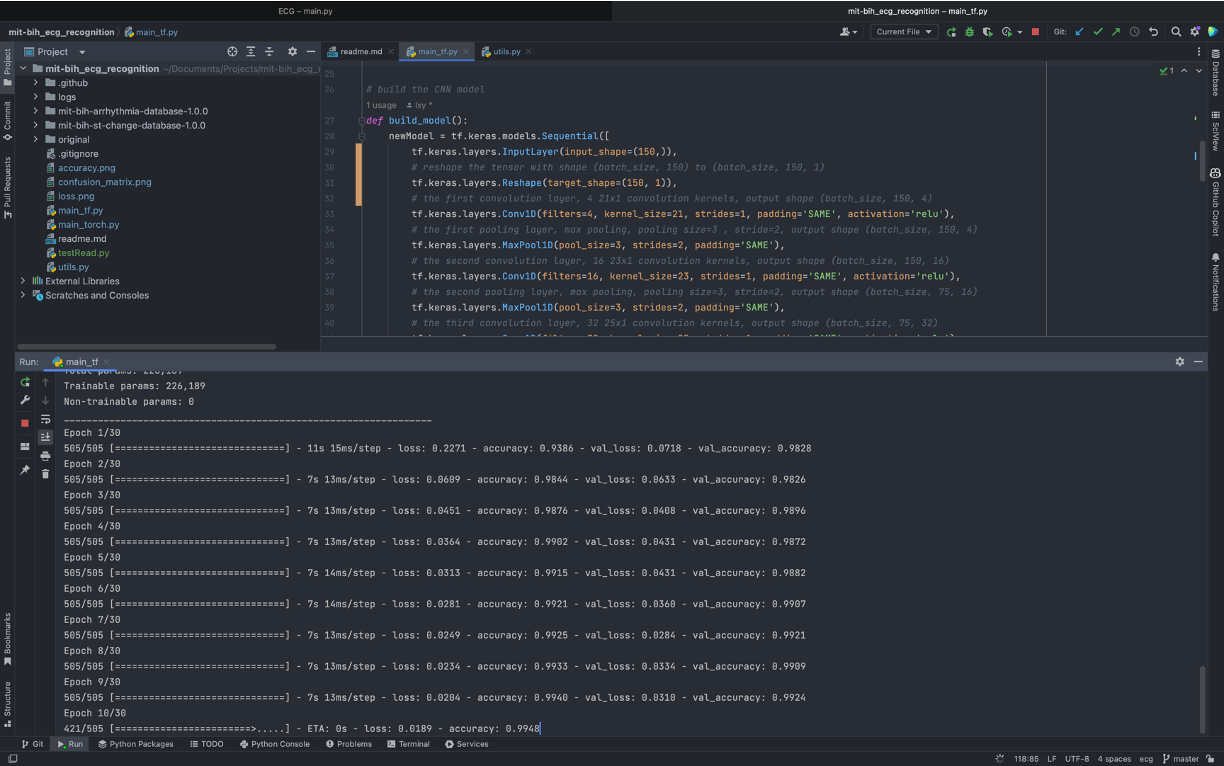 ECG – main.py
mit-bih_ecg_recognition – main_tf.py
mit-bih_ecg_recognition main_tf.py
Current File
Git:
Project
readme.md
main_tf.py
utils.py
mit-bih_ecg_recognition ~/Documents/Projects/mit-bih_ecg_r
.github
logs
mit-bih-arrhythmia-database-1.0.0
mit-bih-st-change-database-1.0.0
original
.gitignore
accuracy.png
confusion_matrix.png
loss.png
main_tf.py
main_torch.py
readme.md
testRead.py
utils.py
External Libraries
Scratches and Consoles
Project
Commit
Pull Requests
Bookmarks
Structure
25
26 # build the CNN model
1 usage lxy *
27 def build_model():
28 newModel = tf.keras.models.Sequential([
29 tf.keras.layers.InputLayer(input_shape=(150,)),
30 # reshape the tensor with shape (batch_size, 150) to (batch_size, 150, 1)
31 tf.keras.layers.Reshape(target_shape=(150, 1)),
32 # the first convolution layer, 4 21x1 convolution kernels, output shape (batch_size, 150, 4)
33 tf.keras.layers.Conv1D(filters=4, kernel_size=21, strides=1, padding='SAME', activation='relu'),
34 # the first pooling layer, max pooling, pooling size=3 , stride=2, output shape (batch_size, 150, 4)
35 tf.keras.layers.MaxPool1D(pool_size=3, strides=2, padding='SAME'),
36 # the second convolution layer, 16 23x1 convolution kernels, output shape (batch_size, 150, 16)
37 tf.keras.layers.Conv1D(filters=16, kernel_size=23, strides=1, padding='SAME', activation='relu'),
38 # the second pooling layer, max pooling, pooling size=3, stride=2, output shape (batch_size, 75, 16)
39 tf.keras.layers.MaxPool1D(pool_size=3, strides=2, padding='SAME'),
40 # the third convolution layer, 32 25x1 convolution kernels, output shape (batch_size, 75, 32)
1
Database
SciView
GitHub Copilot
Notifications
Run: main_tf
Trainable params: 226,189
Non-trainable params: 0
_________________________________________________________________
Epoch 1/30
505/505 [==============================] - 11s 15ms/step - loss: 0.2271 - accuracy: 0.9386 - val_loss: 0.0718 - val_accuracy: 0.9828
Epoch 2/30
505/505 [==============================] - 7s 13ms/step - loss: 0.0609 - accuracy: 0.9844 - val_loss: 0.0633 - val_accuracy: 0.9826
Epoch 3/30
505/505 [==============================] - 7s 13ms/step - loss: 0.0451 - accuracy: 0.9876 - val_loss: 0.0408 - val_accuracy: 0.9896
Epoch 4/30
505/505 [==============================] - 7s 13ms/step - loss: 0.0364 - accuracy: 0.9902 - val_loss: 0.0431 - val_accuracy: 0.9872
Epoch 5/30
505/505 [==============================] - 7s 14ms/step - loss: 0.0313 - accuracy: 0.9915 - val_loss: 0.0431 - val_accuracy: 0.9882
Epoch 6/30
505/505 [==============================] - 7s 14ms/step - loss: 0.0281 - accuracy: 0.9921 - val_loss: 0.0360 - val_accuracy: 0.9907
Epoch 7/30
505/505 [==============================] - 7s 13ms/step - loss: 0.0249 - accuracy: 0.9925 - val_loss: 0.0284 - val_accuracy: 0.9921
Epoch 8/30
505/505 [==============================] - 7s 13ms/step - loss: 0.0234 - accuracy: 0.9933 - val_loss: 0.0334 - val_accuracy: 0.9909
Epoch 9/30
505/505 [==============================] - 7s 13ms/step - loss: 0.0204 - accuracy: 0.9940 - val_loss: 0.0310 - val_accuracy: 0.9924
Epoch 10/30
421/505 [========================>.....] - ETA: 0s - loss: 0.0189 - accuracy: 0.9948
Git Run Python Packages TODO Python Console Problems Terminal Services
118:85 LF UTF-8 4 spaces ecg master